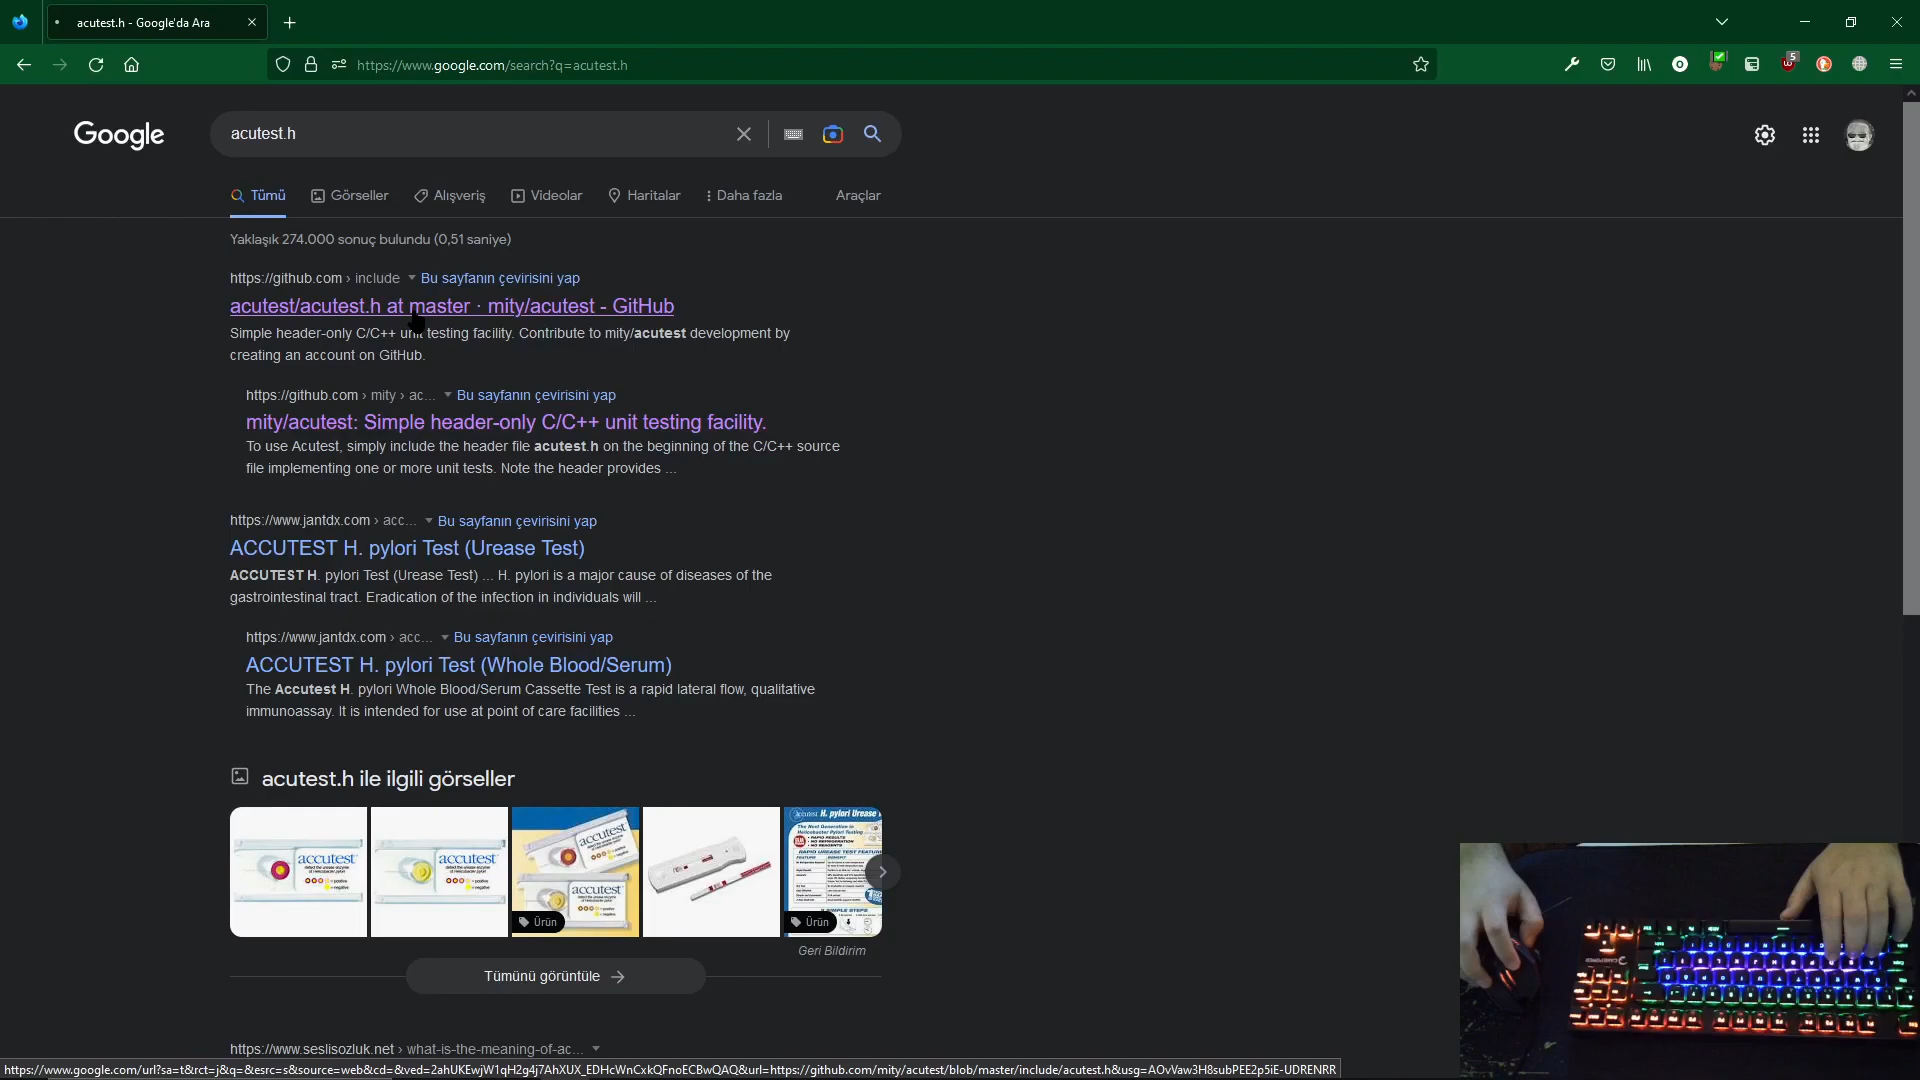 acutest.h - Google'da Ara
https://www.google.com/search?q=acutest.h
5
Google
acutest.h
Tümü
Görseller
Alışveriş
Videolar
Haritalar
Daha fazla
Araçlar
Yaklaşık 274.000 sonuç bulundu (0,51 saniye)
https://github.com › include Bu sayfanın çevirisini yap
acutest/acutest.h at master · mity/acutest - GitHub
Simple header-only C/C++ unit testing facility. Contribute to mity/acutest development by
creating an account on GitHub.
https://github.com › mity › ac... Bu sayfanın çevirisini yap
mity/acutest: Simple header-only C/C++ unit testing facility.
To use Acutest, simply include the header file acutest.h on the beginning of the C/C++ source
file implementing one or more unit tests. Note the header provides ...
https://www.jantdx.com › acc... Bu sayfanın çevirisini yap
ACCUTEST H. pylori Test (Urease Test)
ACCUTEST H. pylori Test (Urease Test) ... H. pylori is a major cause of diseases of the
gastrointestinal tract. Eradication of the infection in individuals will ...
https://www.jantdx.com › acc... Bu sayfanın çevirisini yap
ACCUTEST H. pylori Test (Whole Blood/Serum)
The Accutest H. pylori Whole Blood/Serum Cassette Test is a rapid lateral flow, qualitative
immunoassay. It is intended for use at point of care facilities ...
acutest.h ile ilgili görseller
accutest
accutest
accutest
accutest
Ürün
accutest H. pylori Urease
Ürün
Geri Bildirim
Tümünü görüntüle
https://www.seslisozluk.net › what-is-the-meaning-of-ac...
https://www.google.com/url?sa=t&rct=j&q=&esrc=s&source=web&cd=&ved=2ahUKEwjW1qH2g4j7AhXUX_EDHcWnCxkQFnoECBwQAQ&url=https://github.com/mity/acutest/blob/master/include/acutest.h&usg=AOvVaw3H8subPEE2p5iE-UDRENRR